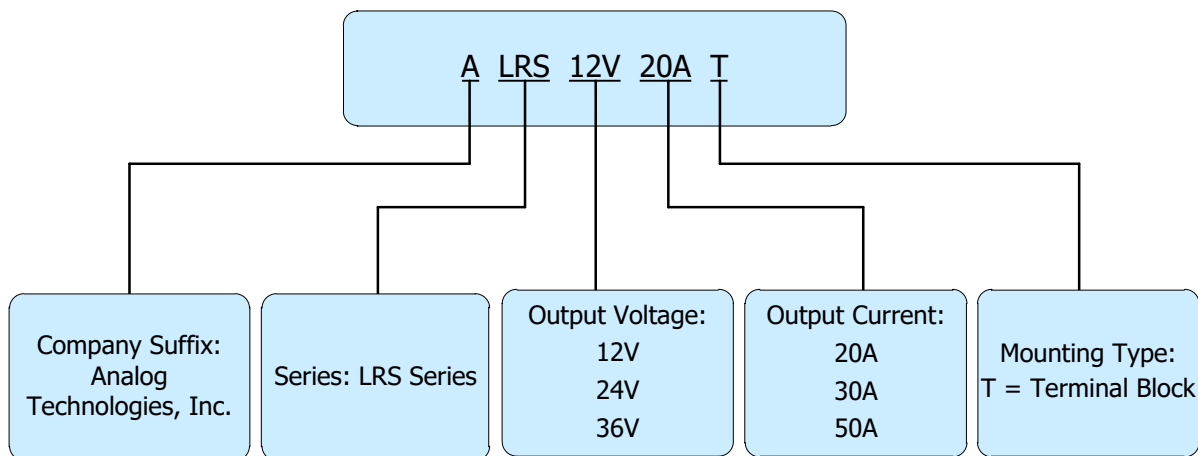 A LRS 12V 20A T
Company Suffix:
Analog
Technologies, Inc.
Series: LRS Series
Output Voltage:
12V
24V
36V
Output Current:
20A
30A
50A
Mounting Type:
T = Terminal Block